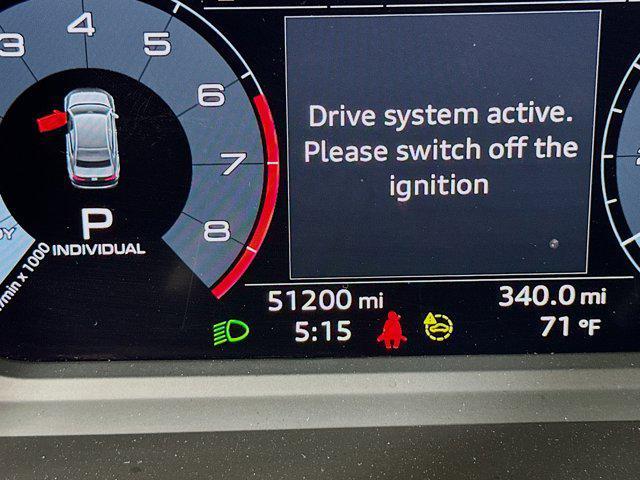 3
4
5
6
7
8
Drive system active.
Please switch off the
ignition
P
INDIVIDUAL
/min x 1000
51200 mi
340.0 mi
5:15
71 °F